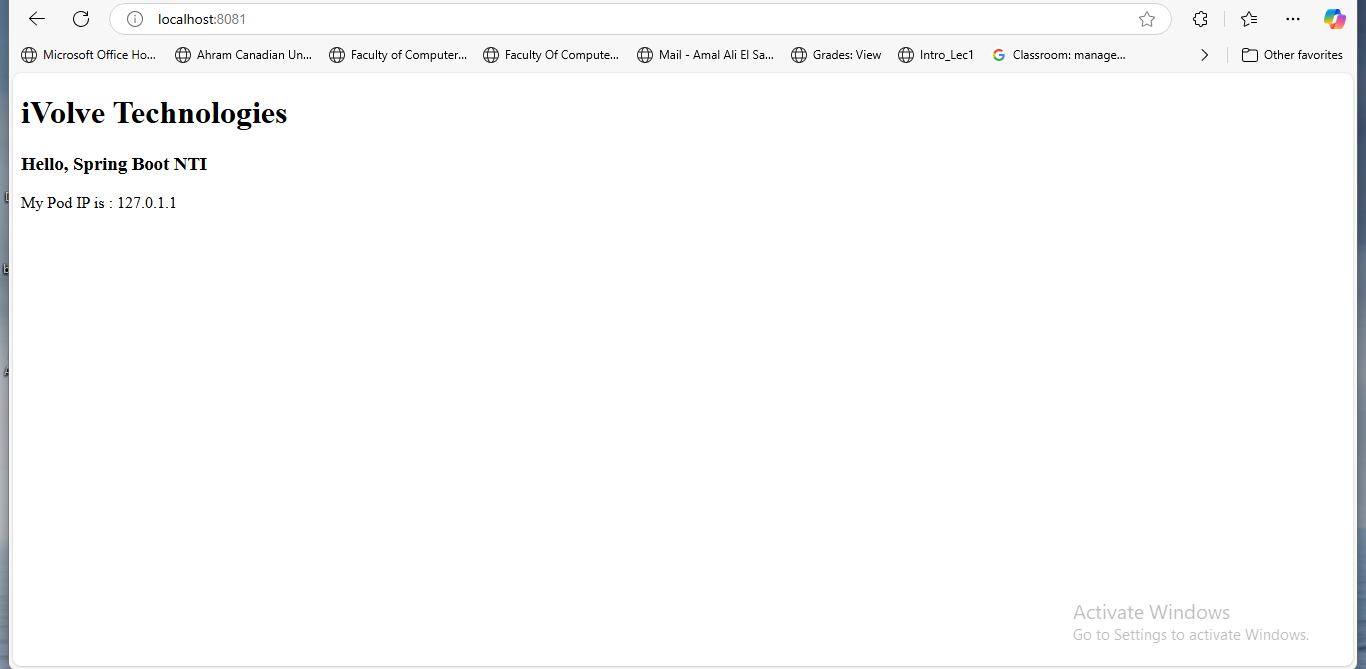 localhost:8081
Microsoft Office Ho... Ahram Canadian Un... Faculty of Computer... Faculty Of Compute... Mail - Amal Ali El Sa... Grades: View Intro_Lec1 Classroom: manage... Other favorites
iVolve Technologies
Hello, Spring Boot NTI
My Pod IP is : 127.0.1.1
Activate Windows
Go to Settings to activate Windows.